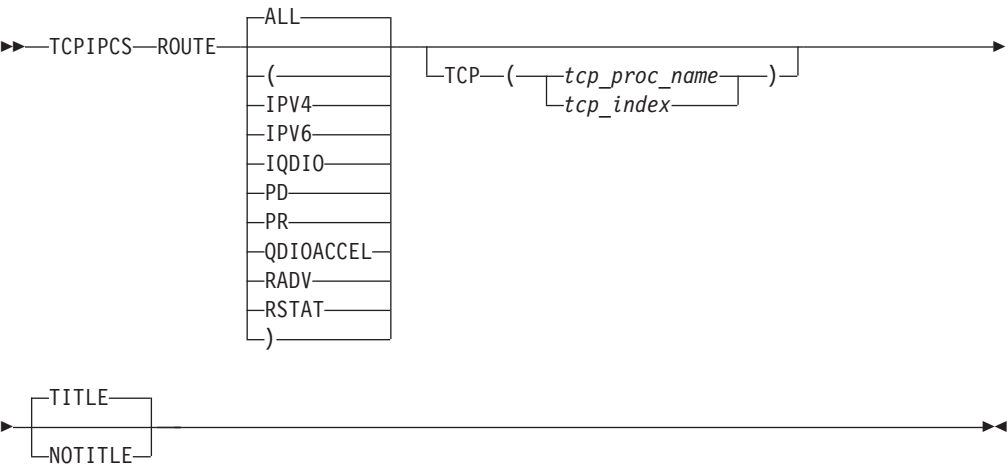 ALL
TCPIPCS ROUTE
(
IPV4
IPV6
IQDIO
PD
PR
QDIOACCEL
RADV
RSTAT
)
TCP ( tcp_proc_name )
tcp_index
TITLE
NOTITLE